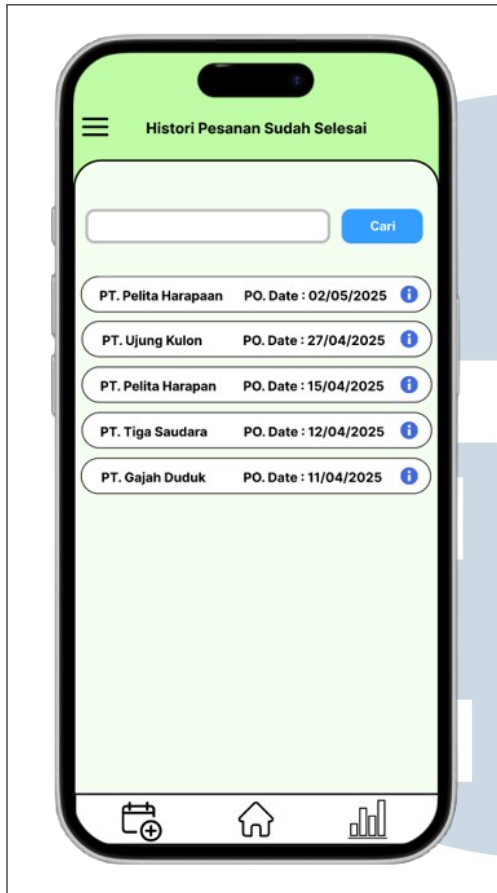 Histori Pesanan Sudah Selesai
Cari
PT. Pelita Harapaan PO. Date : 02/05/2025
PT. Ujung Kulon PO. Date : 27/04/2025
PT. Pelita Harapan PO. Date : 15/04/2025
PT. Tiga Saudara PO. Date : 12/04/2025
PT. Gajah Duduk PO. Date : 11/04/2025